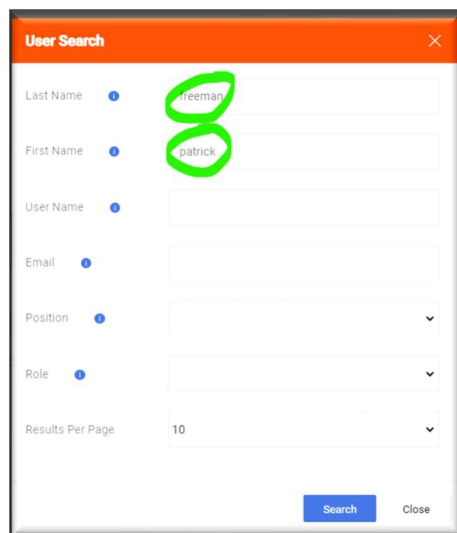 User Search
Last Name
freeman
First Name
patrick
User Name
Email
Position
Role
Results Per Page
10
Search Close